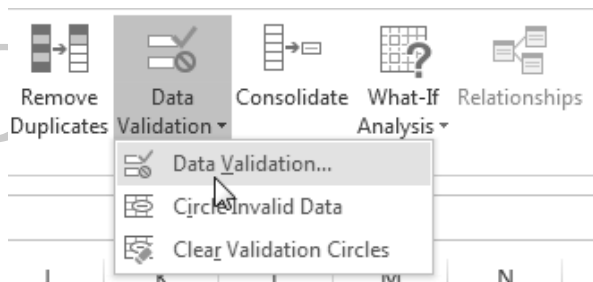 Remove Data Consolidate What-If Relationships
Duplicates Validation Analysis
Data Validation...
Circle Invalid Data
Clear Validation Circles
M N